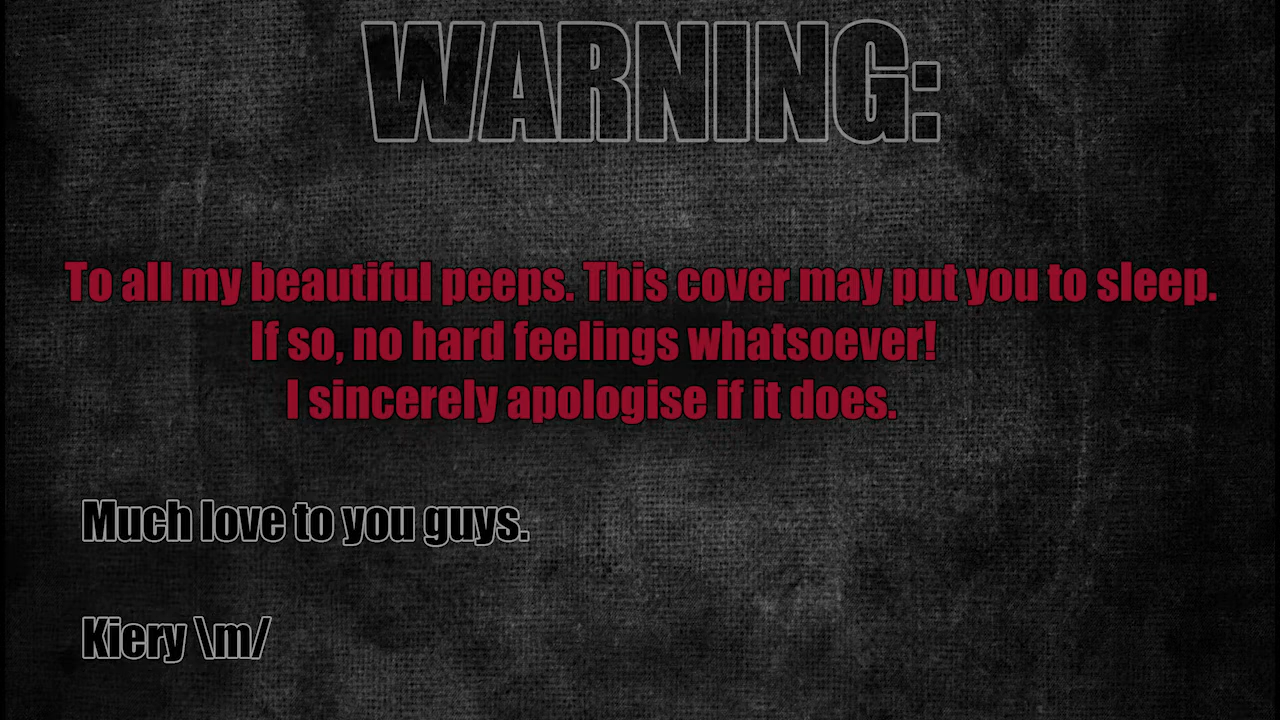 WARNING:
To all my beautiful peeps. This cover may put you to sleep.
If so, no hard feelings whatsoever!
I sincerely apologise if it does.
Much love to you guys.
Kiery \m/